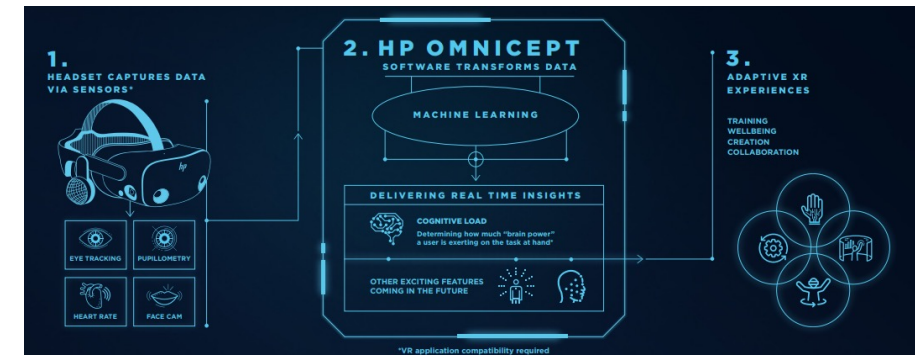 1.
HEADSET CAPTURES DATA
VIA SENSORS*
hp
EYE TRACKING
PUPILLOMETRY
HEART RATE
FACE CAM
2. HP OMNICEPT
SOFTWARE TRANSFORMS DATA
MACHINE LEARNING
DELIVERING REAL TIME INSIGHTS
COGNITIVE LOAD
Determining how much “brain power”
a user is exerting on the task at hand*
OTHER EXCITING FEATURES
COMING IN THE FUTURE
3.
ADAPTIVE XR
EXPERIENCES
TRAINING
WELLBEING
CREATION
COLLABORATION
*VR application compatibility required